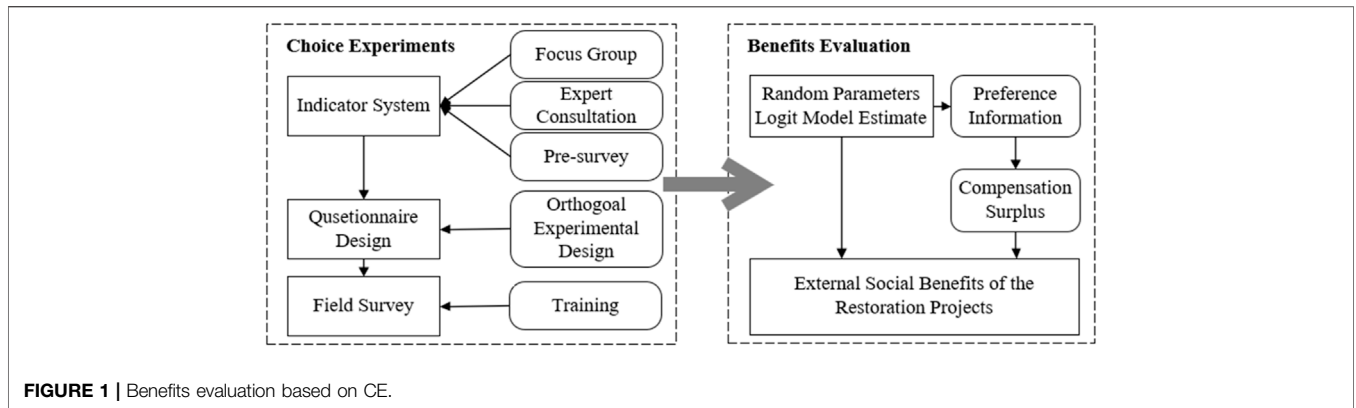 Choice Experiments
Focus Group
Indicator System
Expert
Consultation
Pre-survey
Qusetionnaire
Design
Orthogoal
Experimental
Design
Field Survey
Training
Benefits Evaluation
Random Parameters
Logit Model Estimate
Preference
Information
Compensation
Surplus
External Social Benefits of the
Restoration Projects
FIGURE 1 | Benefits evaluation based on CE.